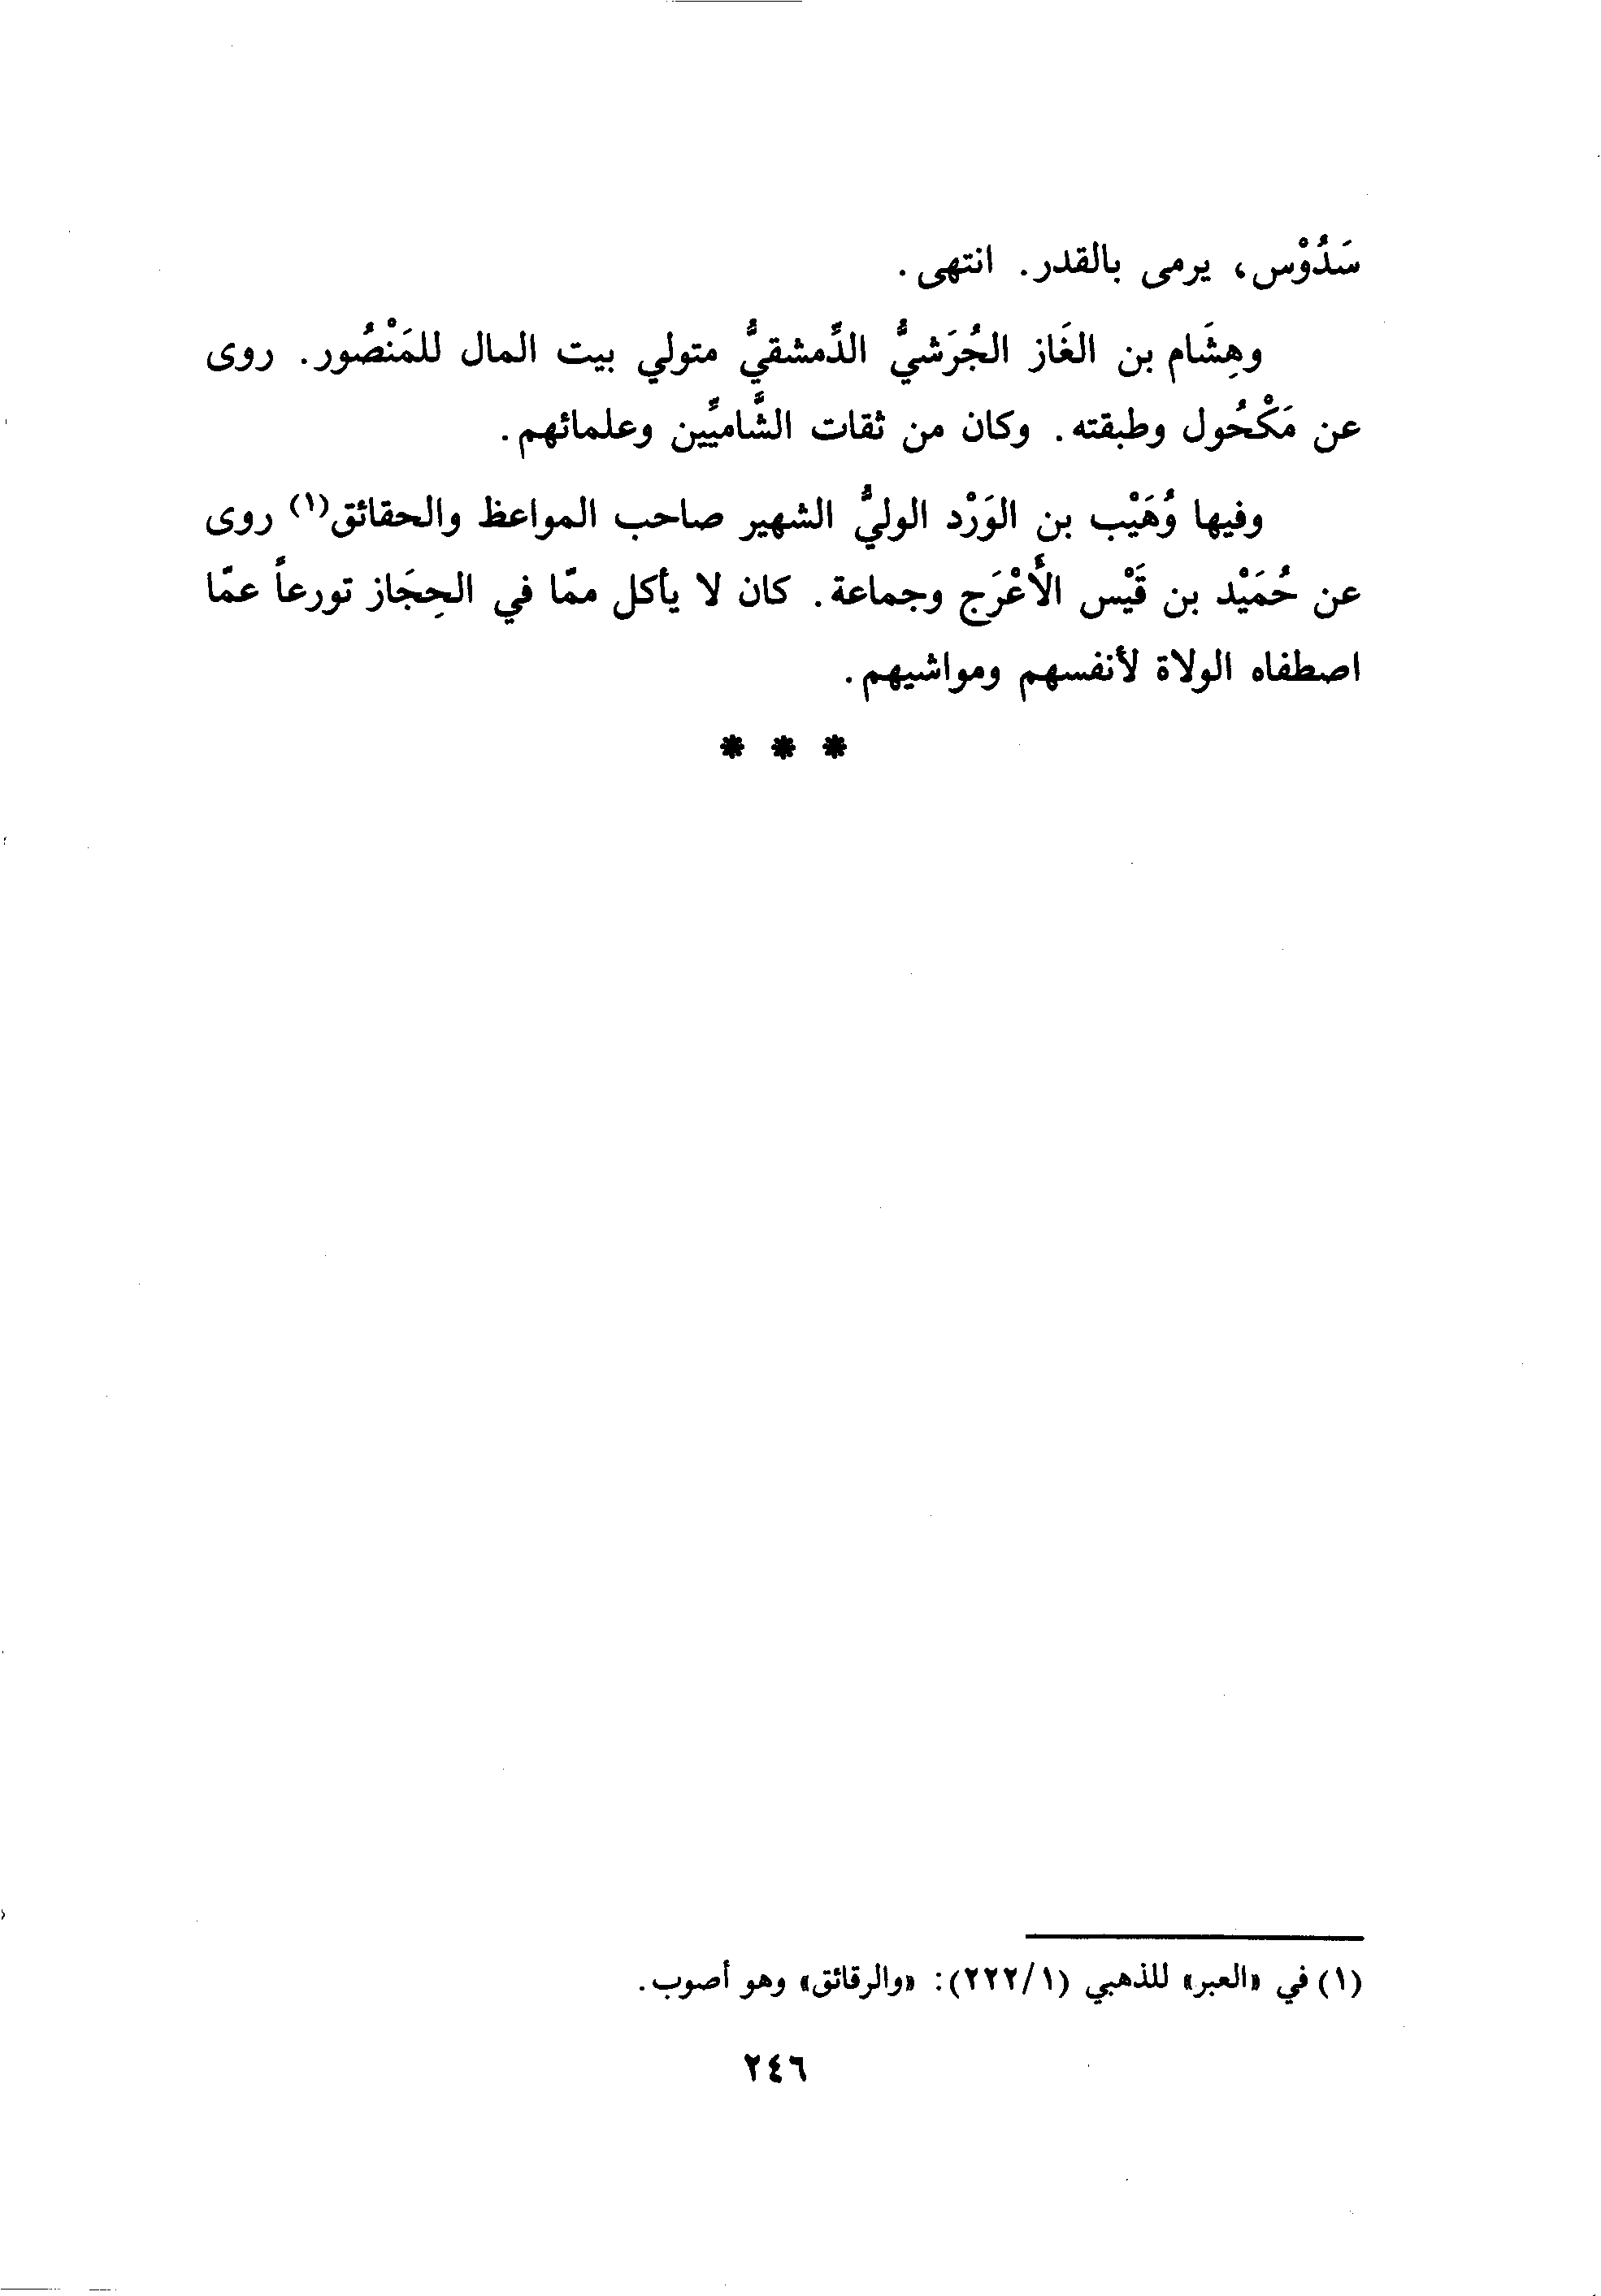 سَدُوْس، يرمى بالقدر. انتهى.
وهِشَام بن الغَاز الجُرَشيُّ الدِّمشقيُّ متولي بيت المال للمَنْصُور. روى
عن مَكْحُول وطبقته. وكان من ثقات الشَّاميِّين وعلمائهم.
وفيها وُهَيْب بن الوَرْد الوليُّ الشهير صاحب المواعظ والحقائق(١) روى
عن حُمَيْد بن قَيْس الأَعْرَج وجماعة. كان لا يأكل ممّا في الحِجَاز تورعاً عمّا
اصطفاه الولاة لأنفسهم ومواشيهم.
* * *
(١) في «العبر» للذهبي (١/٢٢٢): «والرقائق» وهو أصوب.
٢٤٦